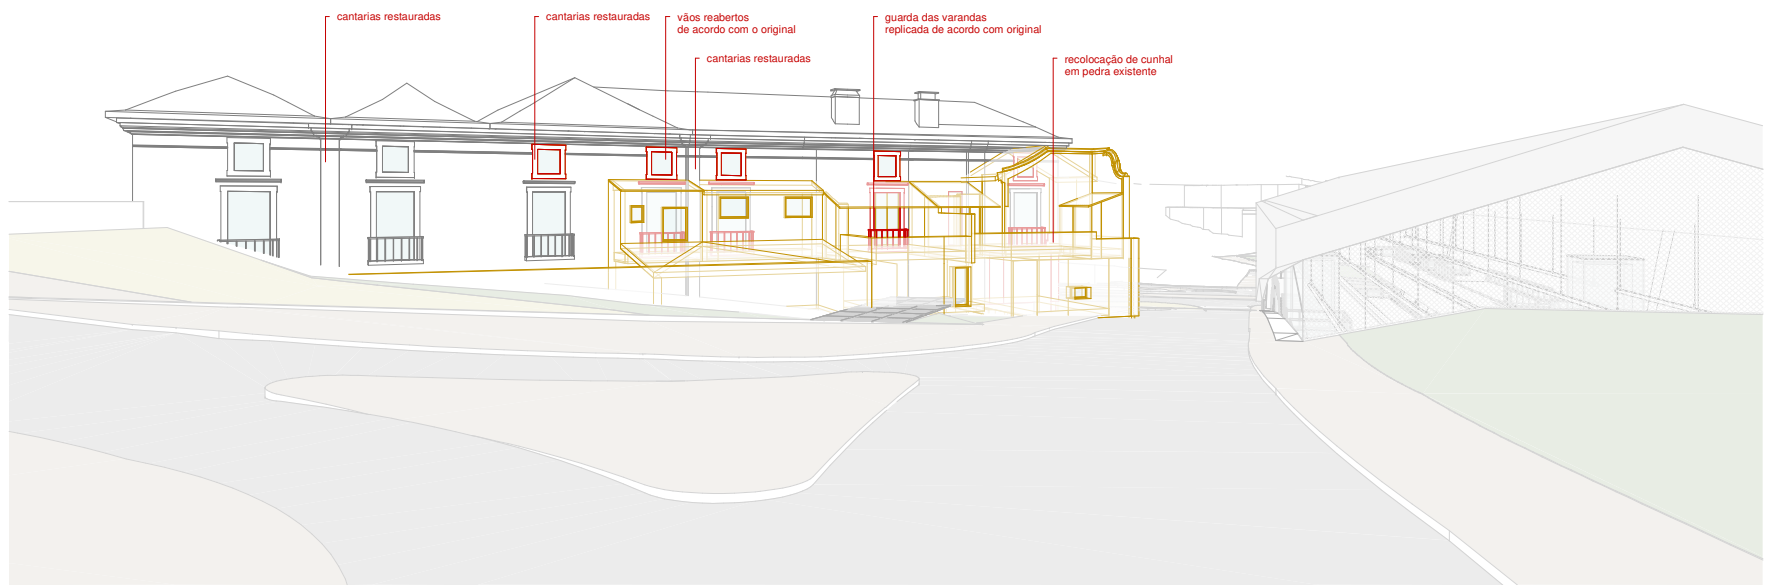 cantarias restauradas
cantarias restauradas
vãos reabertos
de acordo com o original
cantarias restauradas
guarda das varandas
replicada de acordo com original
recolocação de cunhal
em pedra existente